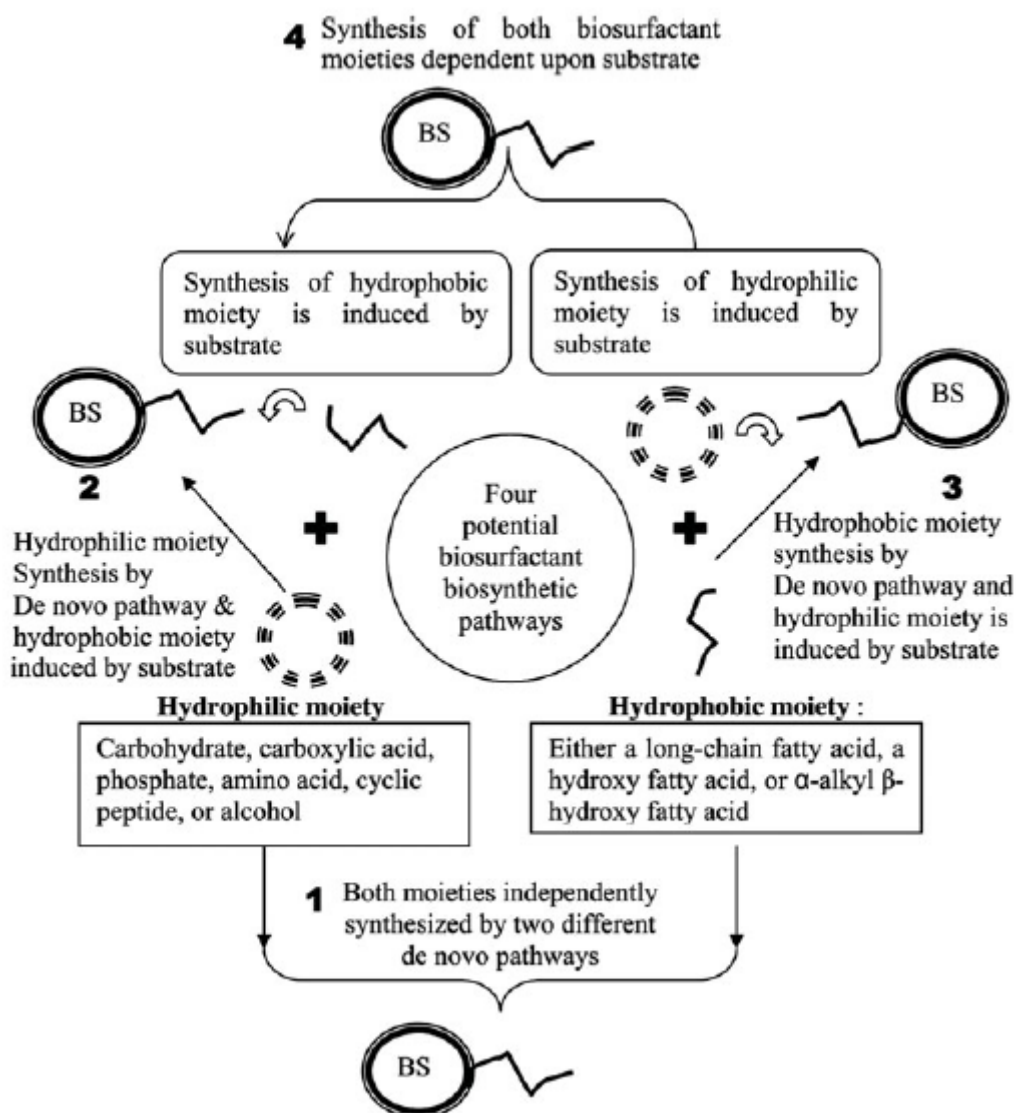 4 Synthesis of both biosurfactant
moieties dependent upon substrate
BS
Synthesis of hydrophobic
moiety is induced by
substrate
Synthesis of hydrophilic
moiety is induced by
substrate
BS
2
Hydrophilic moiety
Synthesis by
De novo pathway &
hydrophobic moiety
induced by substrate
Four
potential
biosurfactant
biosynthetic
pathways
BS
3
Hydrophobic moiety
synthesis by
De novo pathway and
hydrophilic moiety is
induced by substrate
Hydrophilic moiety
Carbohydrate, carboxylic acid,
phosphate, amino acid, cyclic
peptide, or alcohol
Hydrophobic moiety :
Either a long-chain fatty acid, a
hydroxy fatty acid, or α-alkyl β-
hydroxy fatty acid
1 Both moieties independently
synthesized by two different
de novo pathways
BS